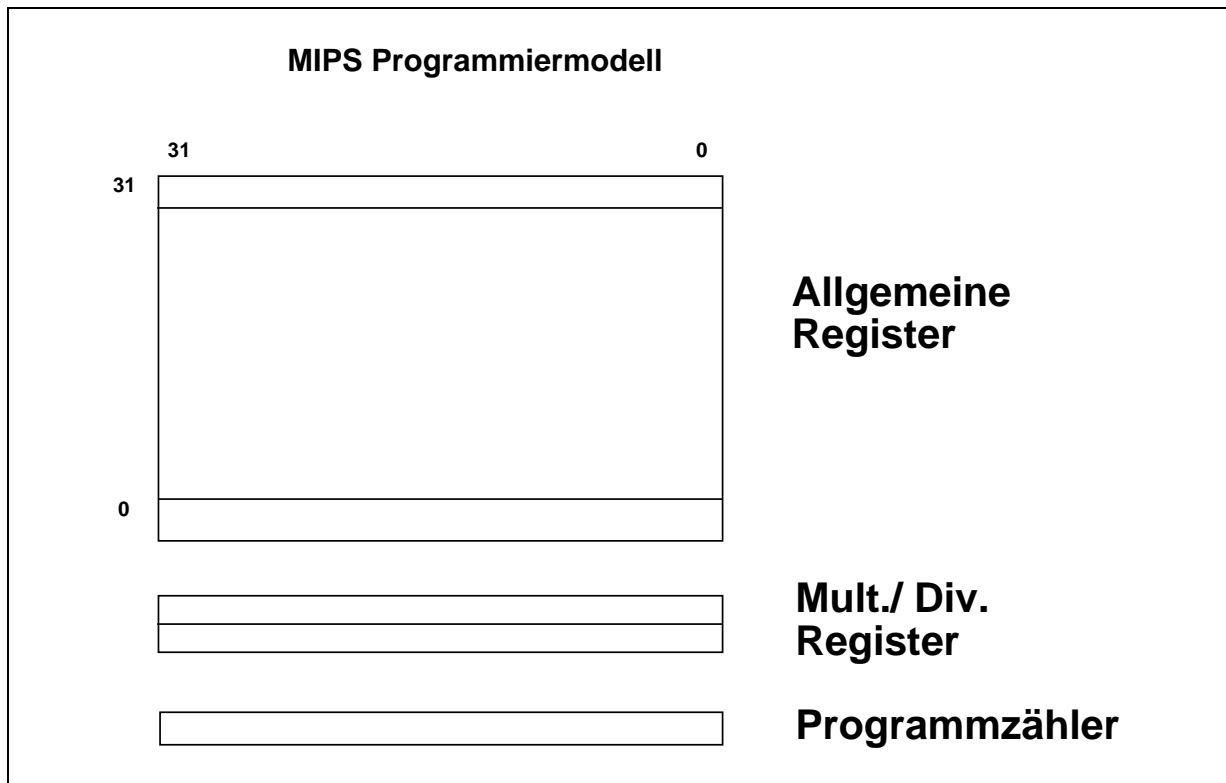 MIPS Programmiermodell
31 0
31
Allgemeine
Register
0
Mult./ Div.
Register
Programmzähler